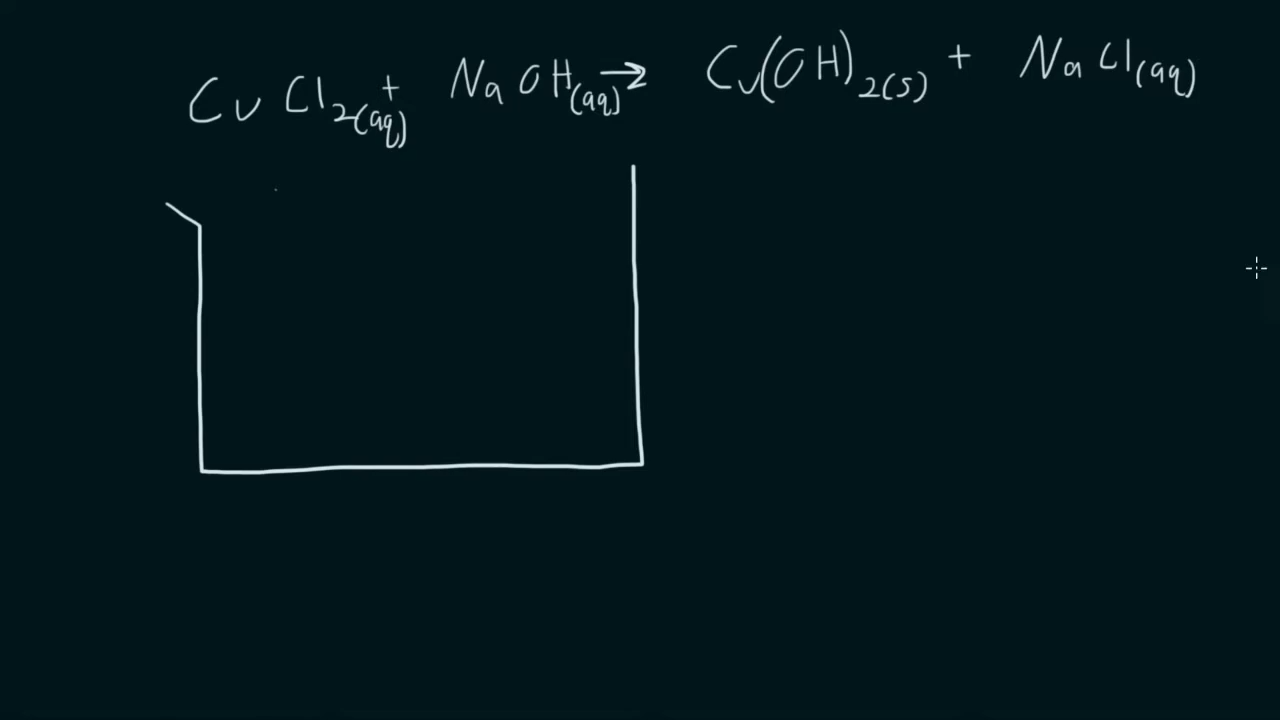 CuCl₂(aq) + NaOH(aq) → Cu(OH)₂(s) + NaCl(aq)